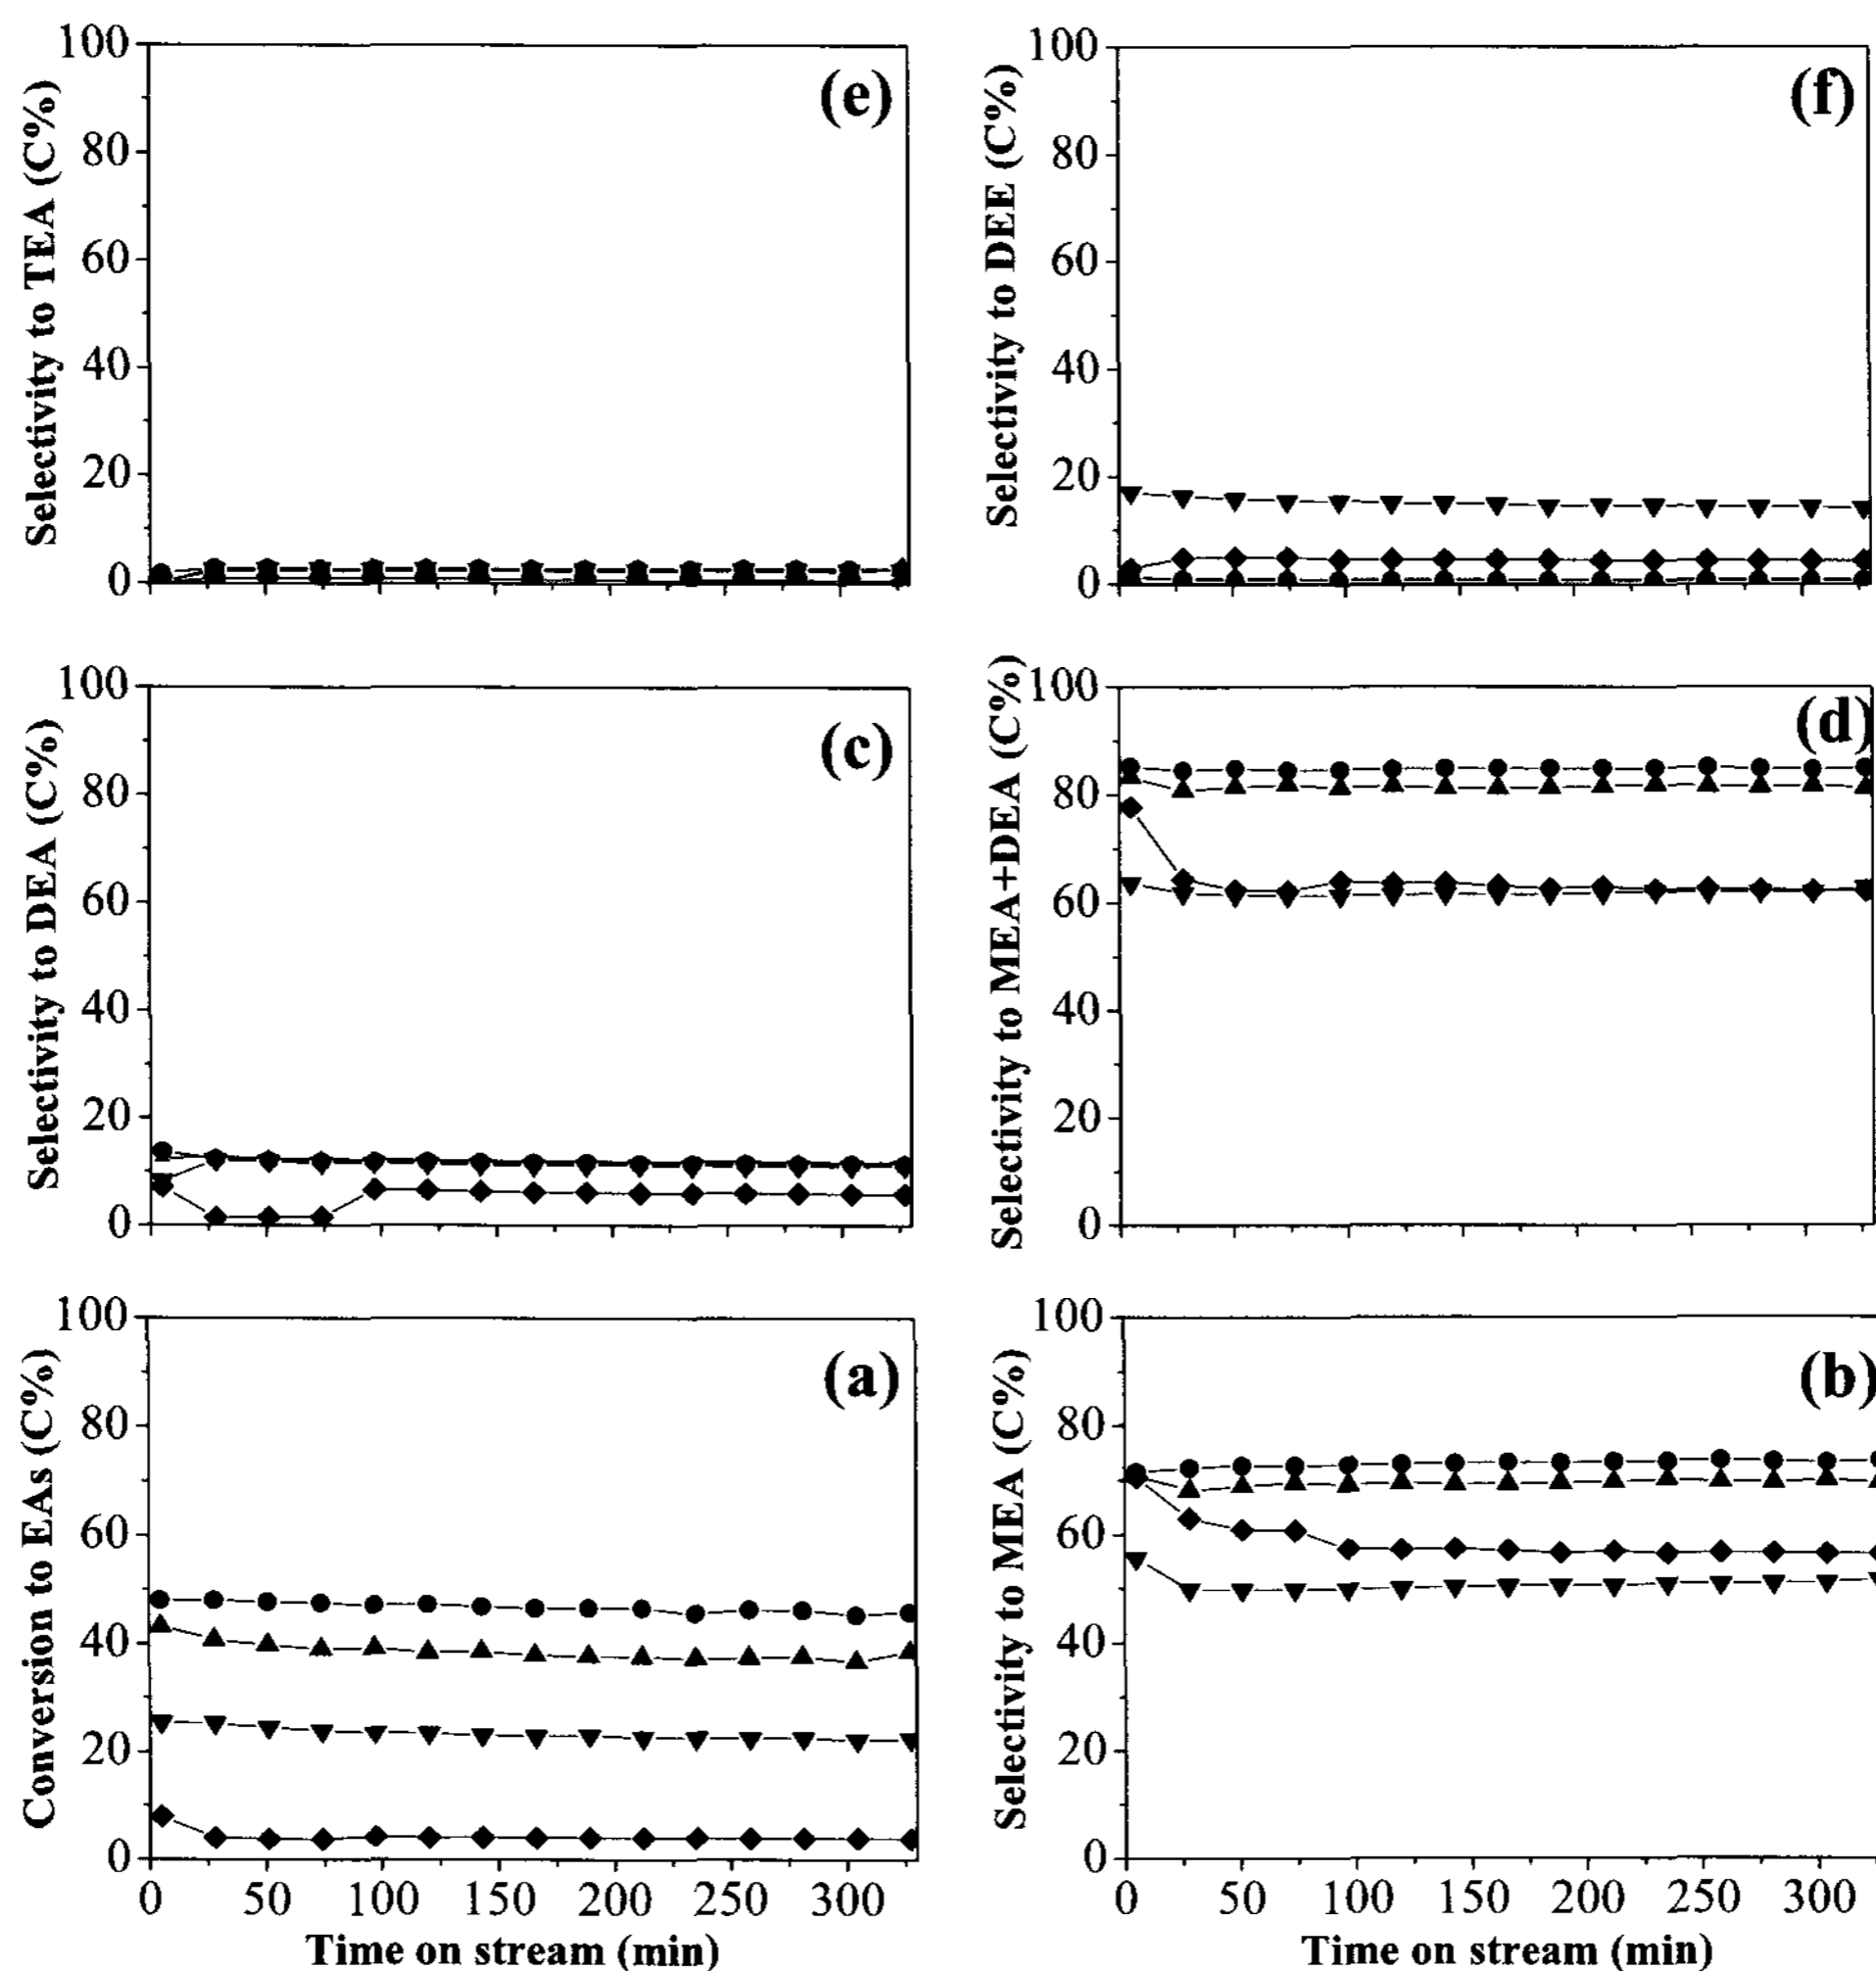 Selectivity to TEA (C%)
100
80
60
40
20
0
(e)
Selectivity to DEE (C%)
100
80
60
40
20
0
(f)
Selectivity to DEA (C%)
100
80
60
40
20
0
(c)
Selectivity to MEA+DEA (C%)
100
80
60
40
20
0
(d)
Conversion to EAs (C%)
100
80
60
40
20
0
(a)
0 50 100 150 200 250 300
Time on stream (min)
Selectivity to MEA (C%)
100
80
60
40
20
0
(b)
0 50 100 150 200 250 300
Time on stream (min)